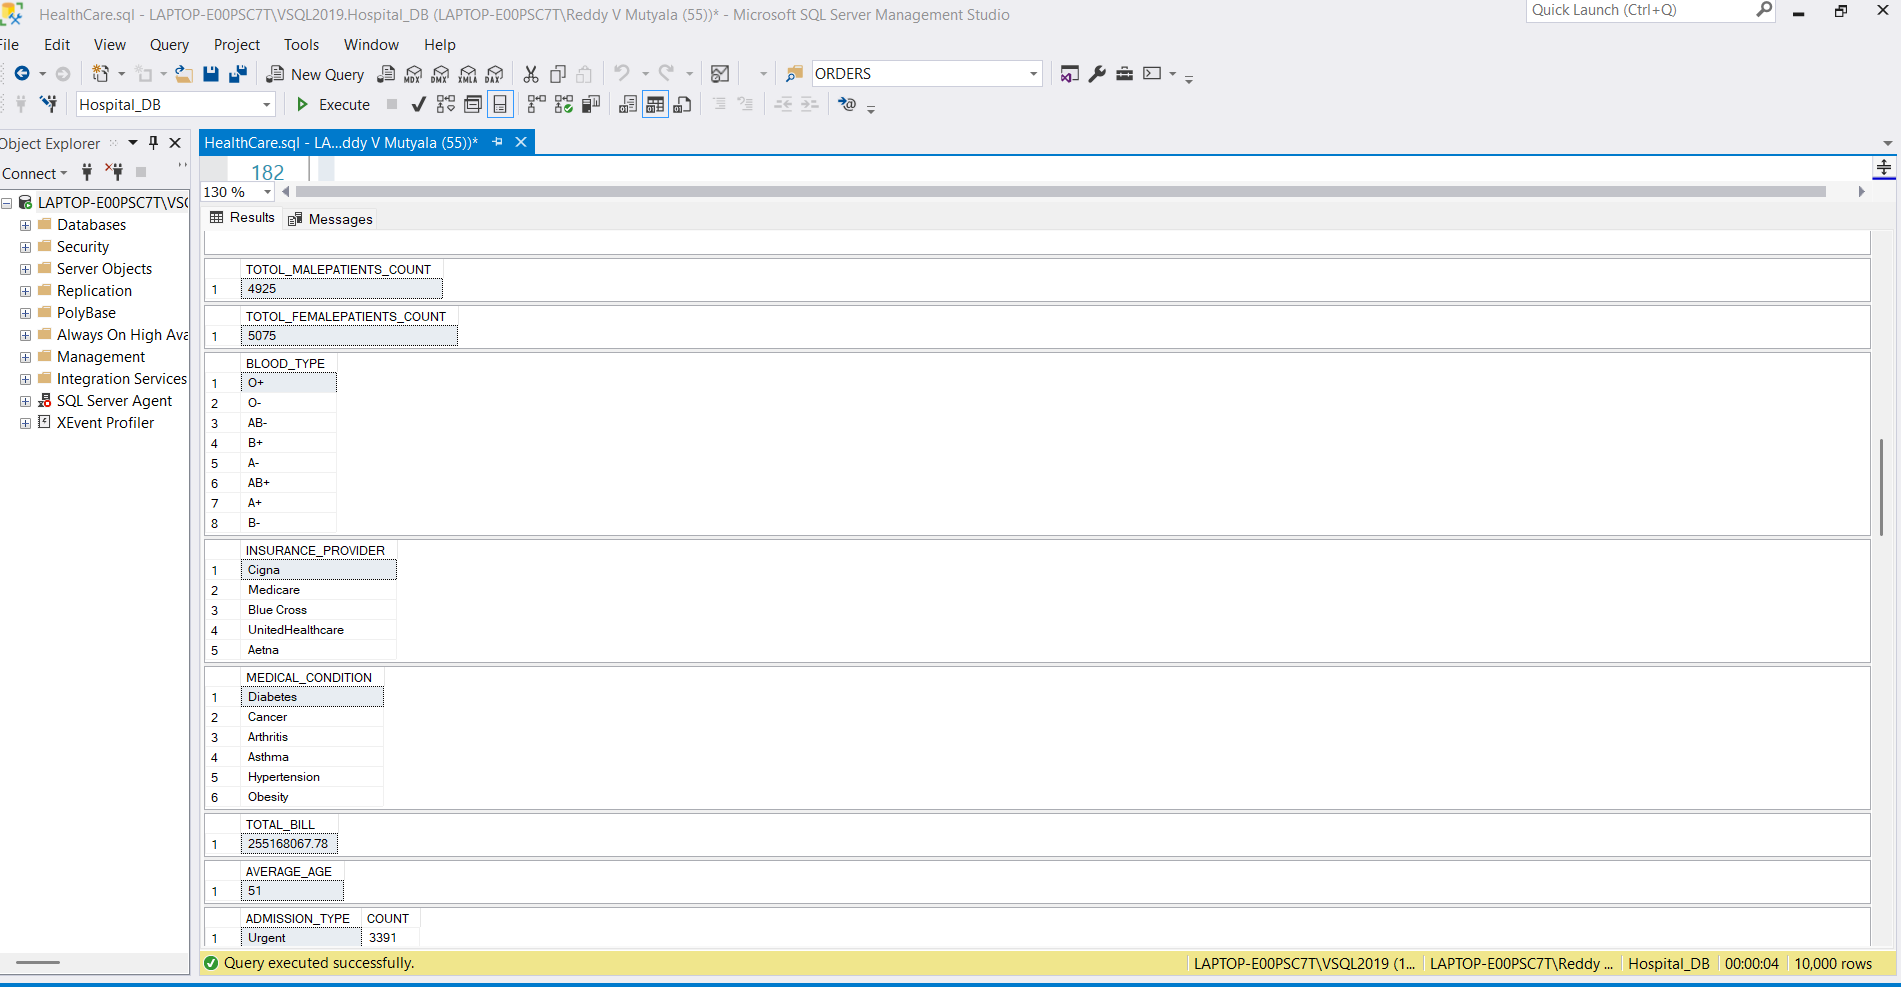 HealthCare.sql - LAPTOP-E00PSC7T\VSQL2019.Hospital_DB (LAPTOP-E00PSC7T\Reddy V Mutyala (55))* - Microsoft SQL Server Management Studio
Quick Launch (Ctrl+Q)
File Edit View Query Project Tools Window Help
New Query MDX DMX XMLA DAX ORDERS
Hospital_DB Execute
Object Explorer
HealthCare.sql - LA...ddy V Mutyala (55))*
Connect
182
130 %
LAPTOP-E00PSC7T\VSC
Databases
Security
Server Objects
Replication
PolyBase
Always On High Ava
Management
Integration Services
SQL Server Agent
XEvent Profiler
Results Messages
TOTOL_MALEPATIENTS_COUNT
1 4925
TOTOL_FEMALEPATIENTS_COUNT
1 5075
BLOOD_TYPE
1 O+
2 O-
3 AB-
4 B+
5 A-
6 AB+
7 A+
8 B-
INSURANCE_PROVIDER
1 Cigna
2 Medicare
3 Blue Cross
4 UnitedHealthcare
5 Aetna
MEDICAL_CONDITION
1 Diabetes
2 Cancer
3 Arthritis
4 Asthma
5 Hypertension
6 Obesity
TOTAL_BILL
1 255168067.78
AVERAGE_AGE
1 51
ADMISSION_TYPE COUNT
1 Urgent 3391
Query executed successfully.
LAPTOP-E00PSC7T\VSQL2019 (1... LAPTOP-E00PSC7T\Reddy ... Hospital_DB 00:00:04 10,000 rows